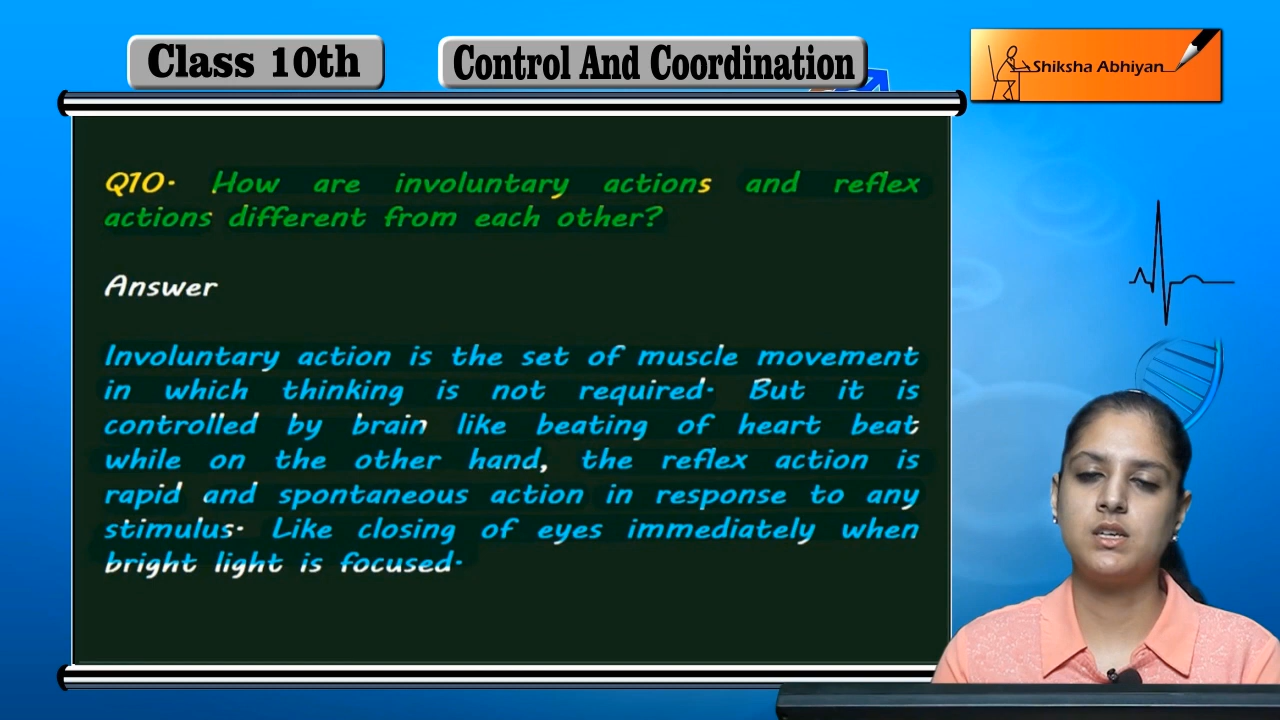 Class 10th
Control And Coordination
Shiksha Abhiyan
Q10. How are involuntary actions and reflex
actions different from each other?
Answer
Involuntary action is the set of muscle movement
in which thinking is not required. But it is
controlled by brain like beating of heart beat
while on the other hand, the reflex action is
rapid and spontaneous action in response to any
stimulus. Like closing of eyes immediately when
bright light is focused.